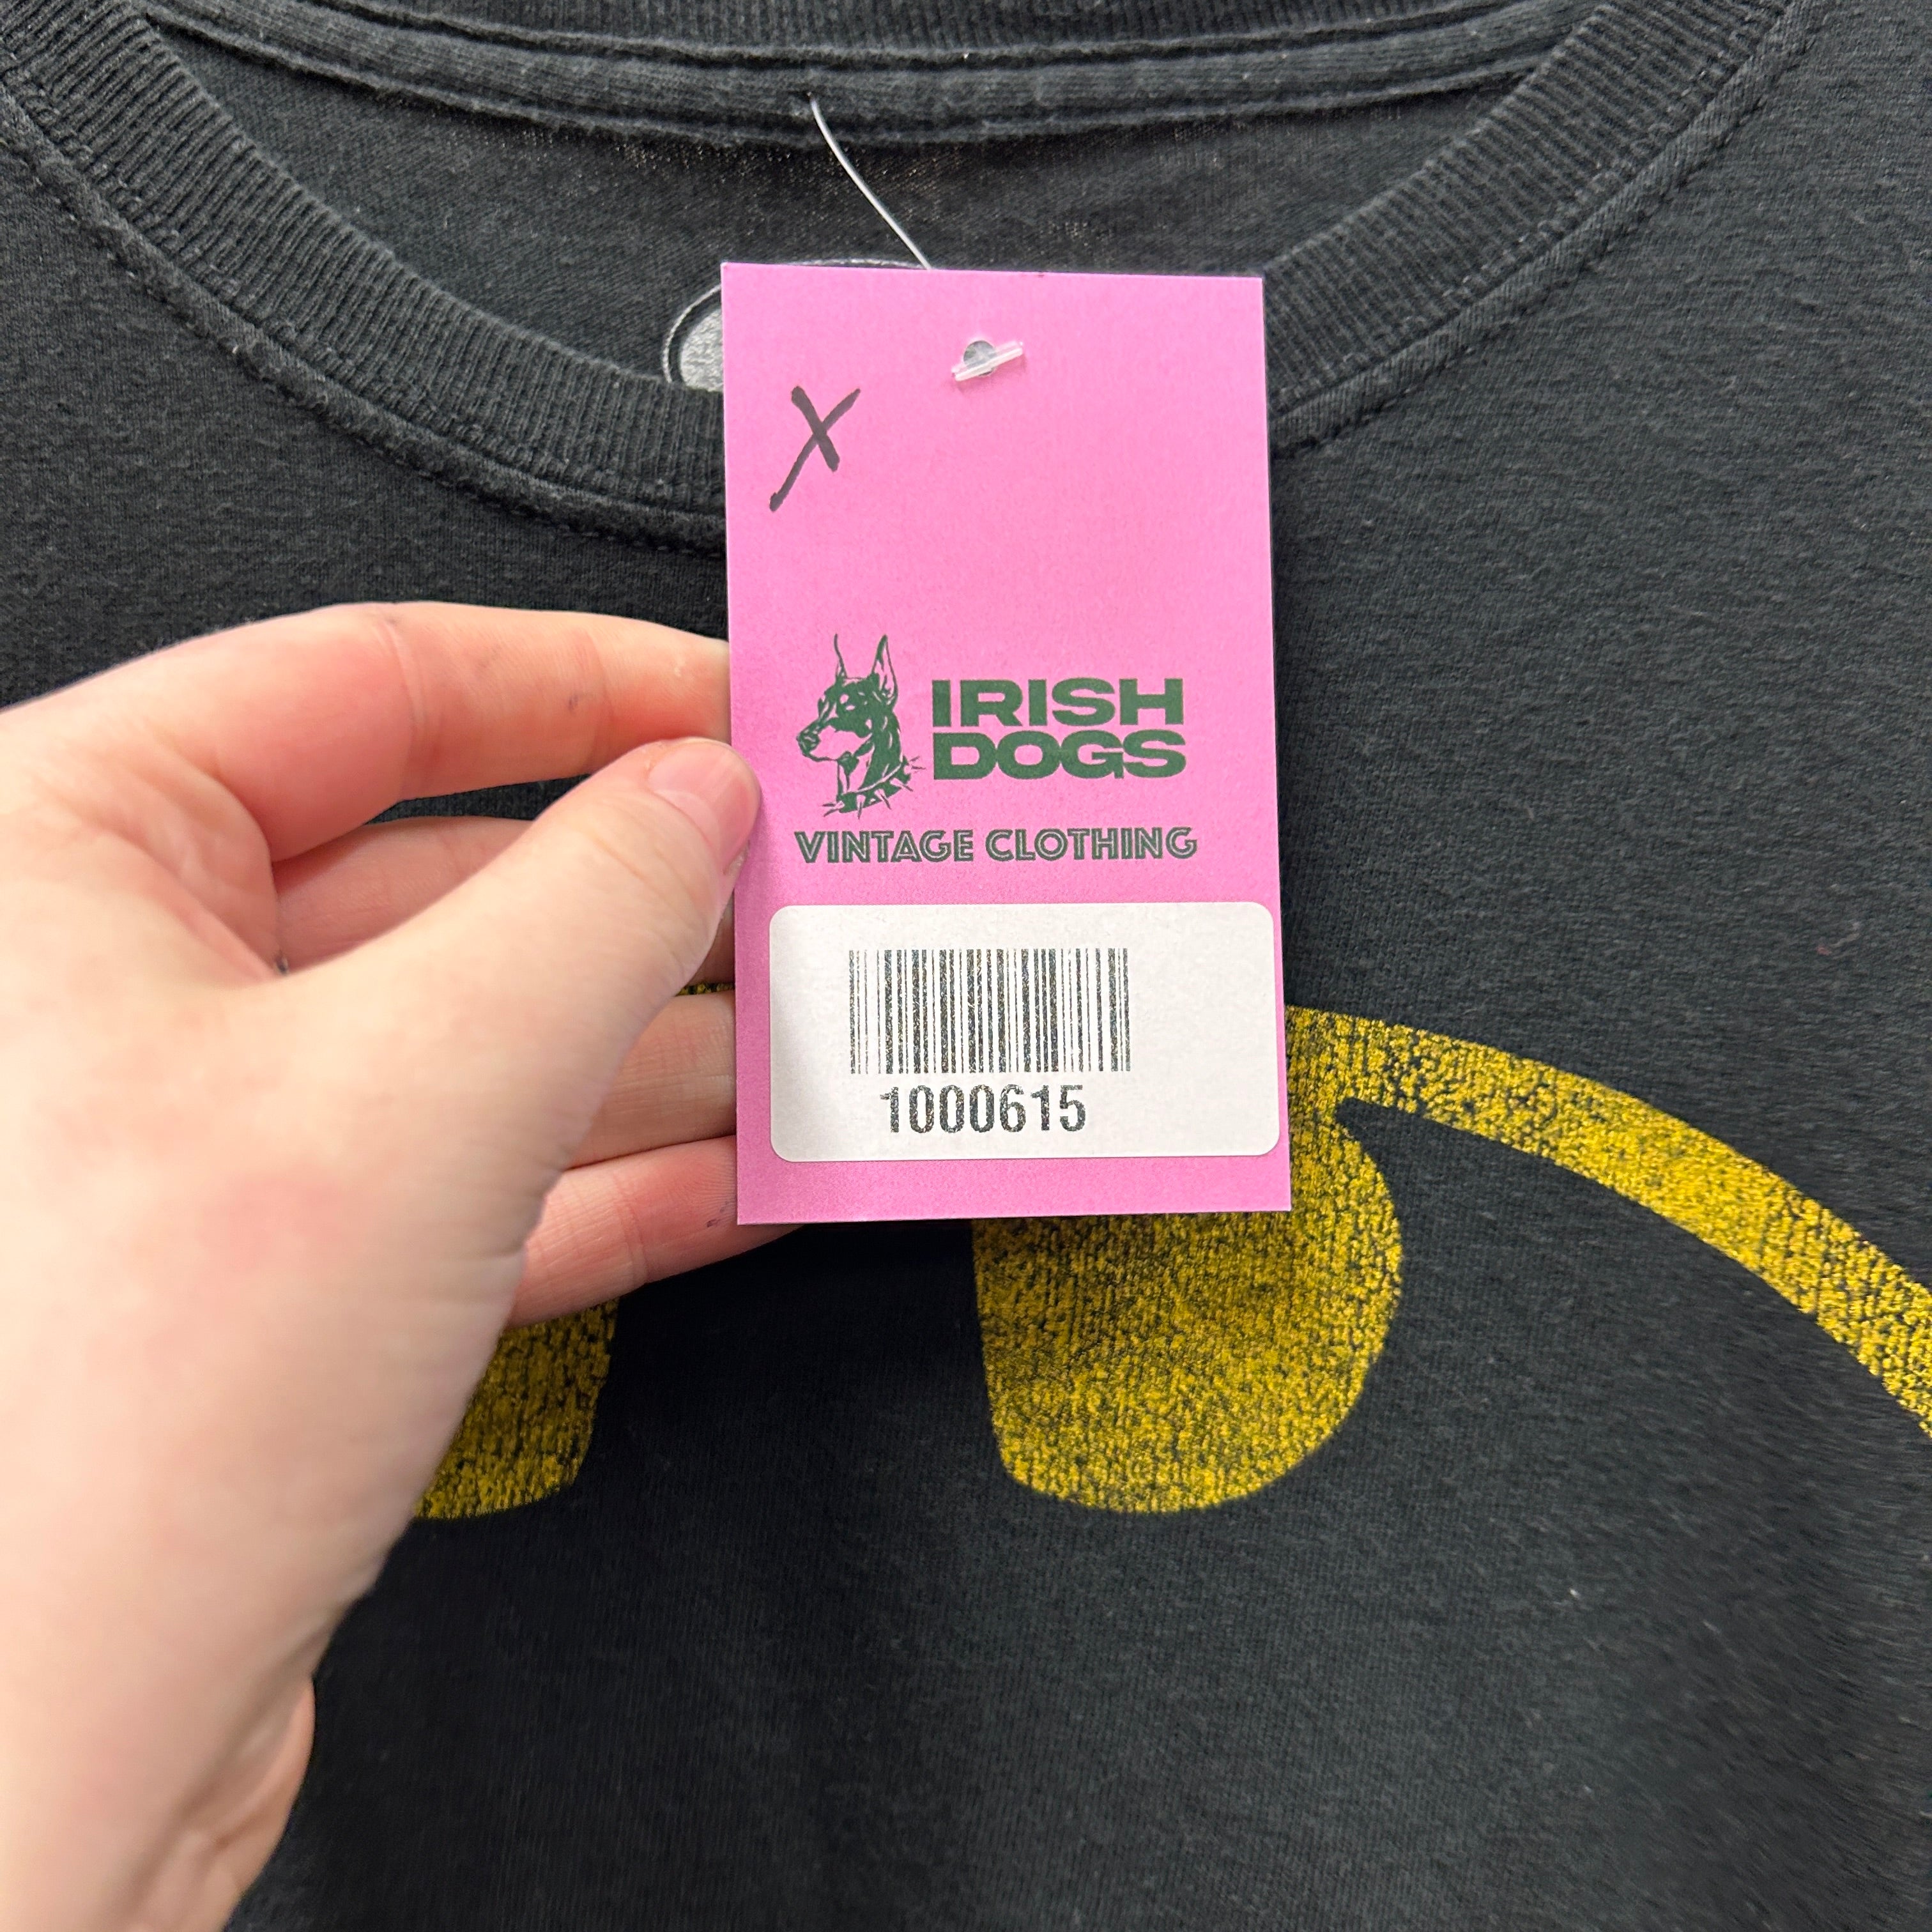 X
IRISH
DOGS
VINTAGE CLOTHING
1000615